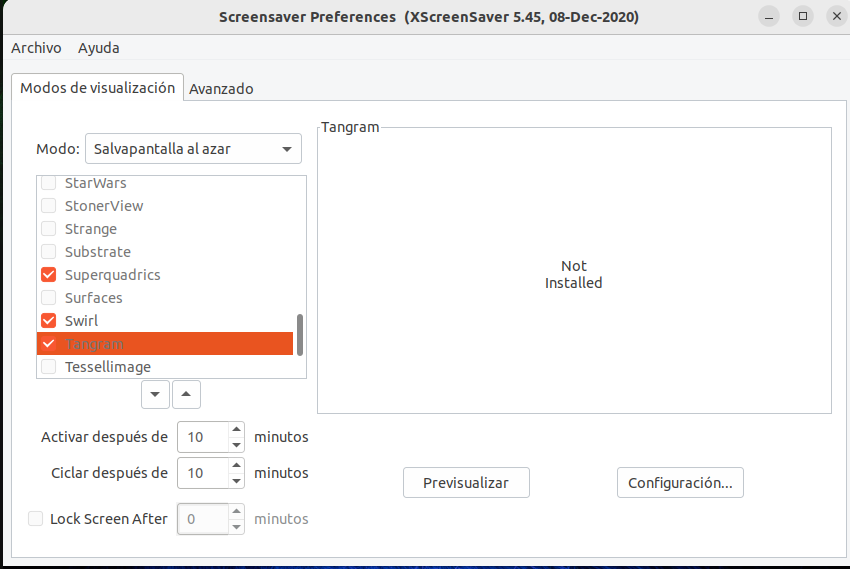 Screensaver Preferences (XScreenSaver 5.45, 08-Dec-2020)
Archivo Ayuda
Modos de visualización Avanzado
Modo: Salvapantalla al azar
StarWars
StonerView
Strange
Substrate
Superquadrics
Surfaces
Swirl
Tangram
Tessellimage
Activar después de 10 minutos
Ciclar después de 10 minutos
Lock Screen After 0 minutos
Tangram
Not
Installed
Previsualizar Configuración...